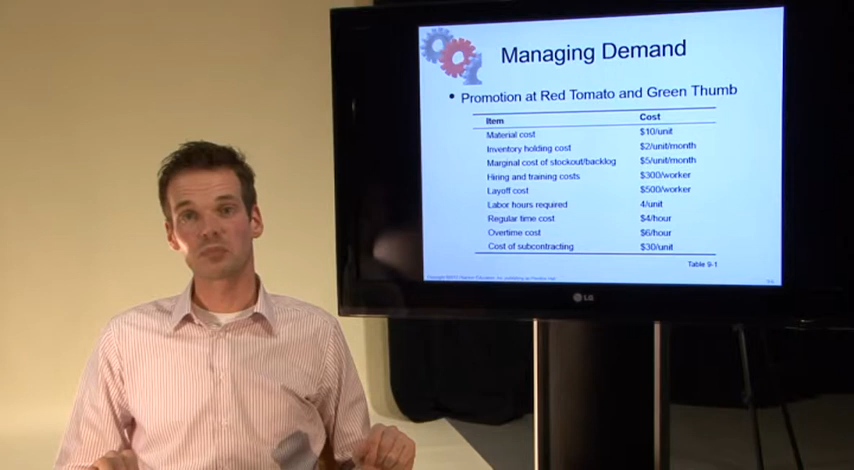 Managing Demand
• Promotion at Red Tomato and Green Thumb
Item Cost
Material cost $10/unit
Inventory holding cost $2/unit/month
Marginal cost of stockout/backlog $5/unit/month
Hiring and training costs $300/worker
Layoff cost $500/worker
Labor hours required 4/unit
Regular time cost $4/hour
Overtime cost $6/hour
Cost of subcontracting $30/unit
Table 9-1
LG